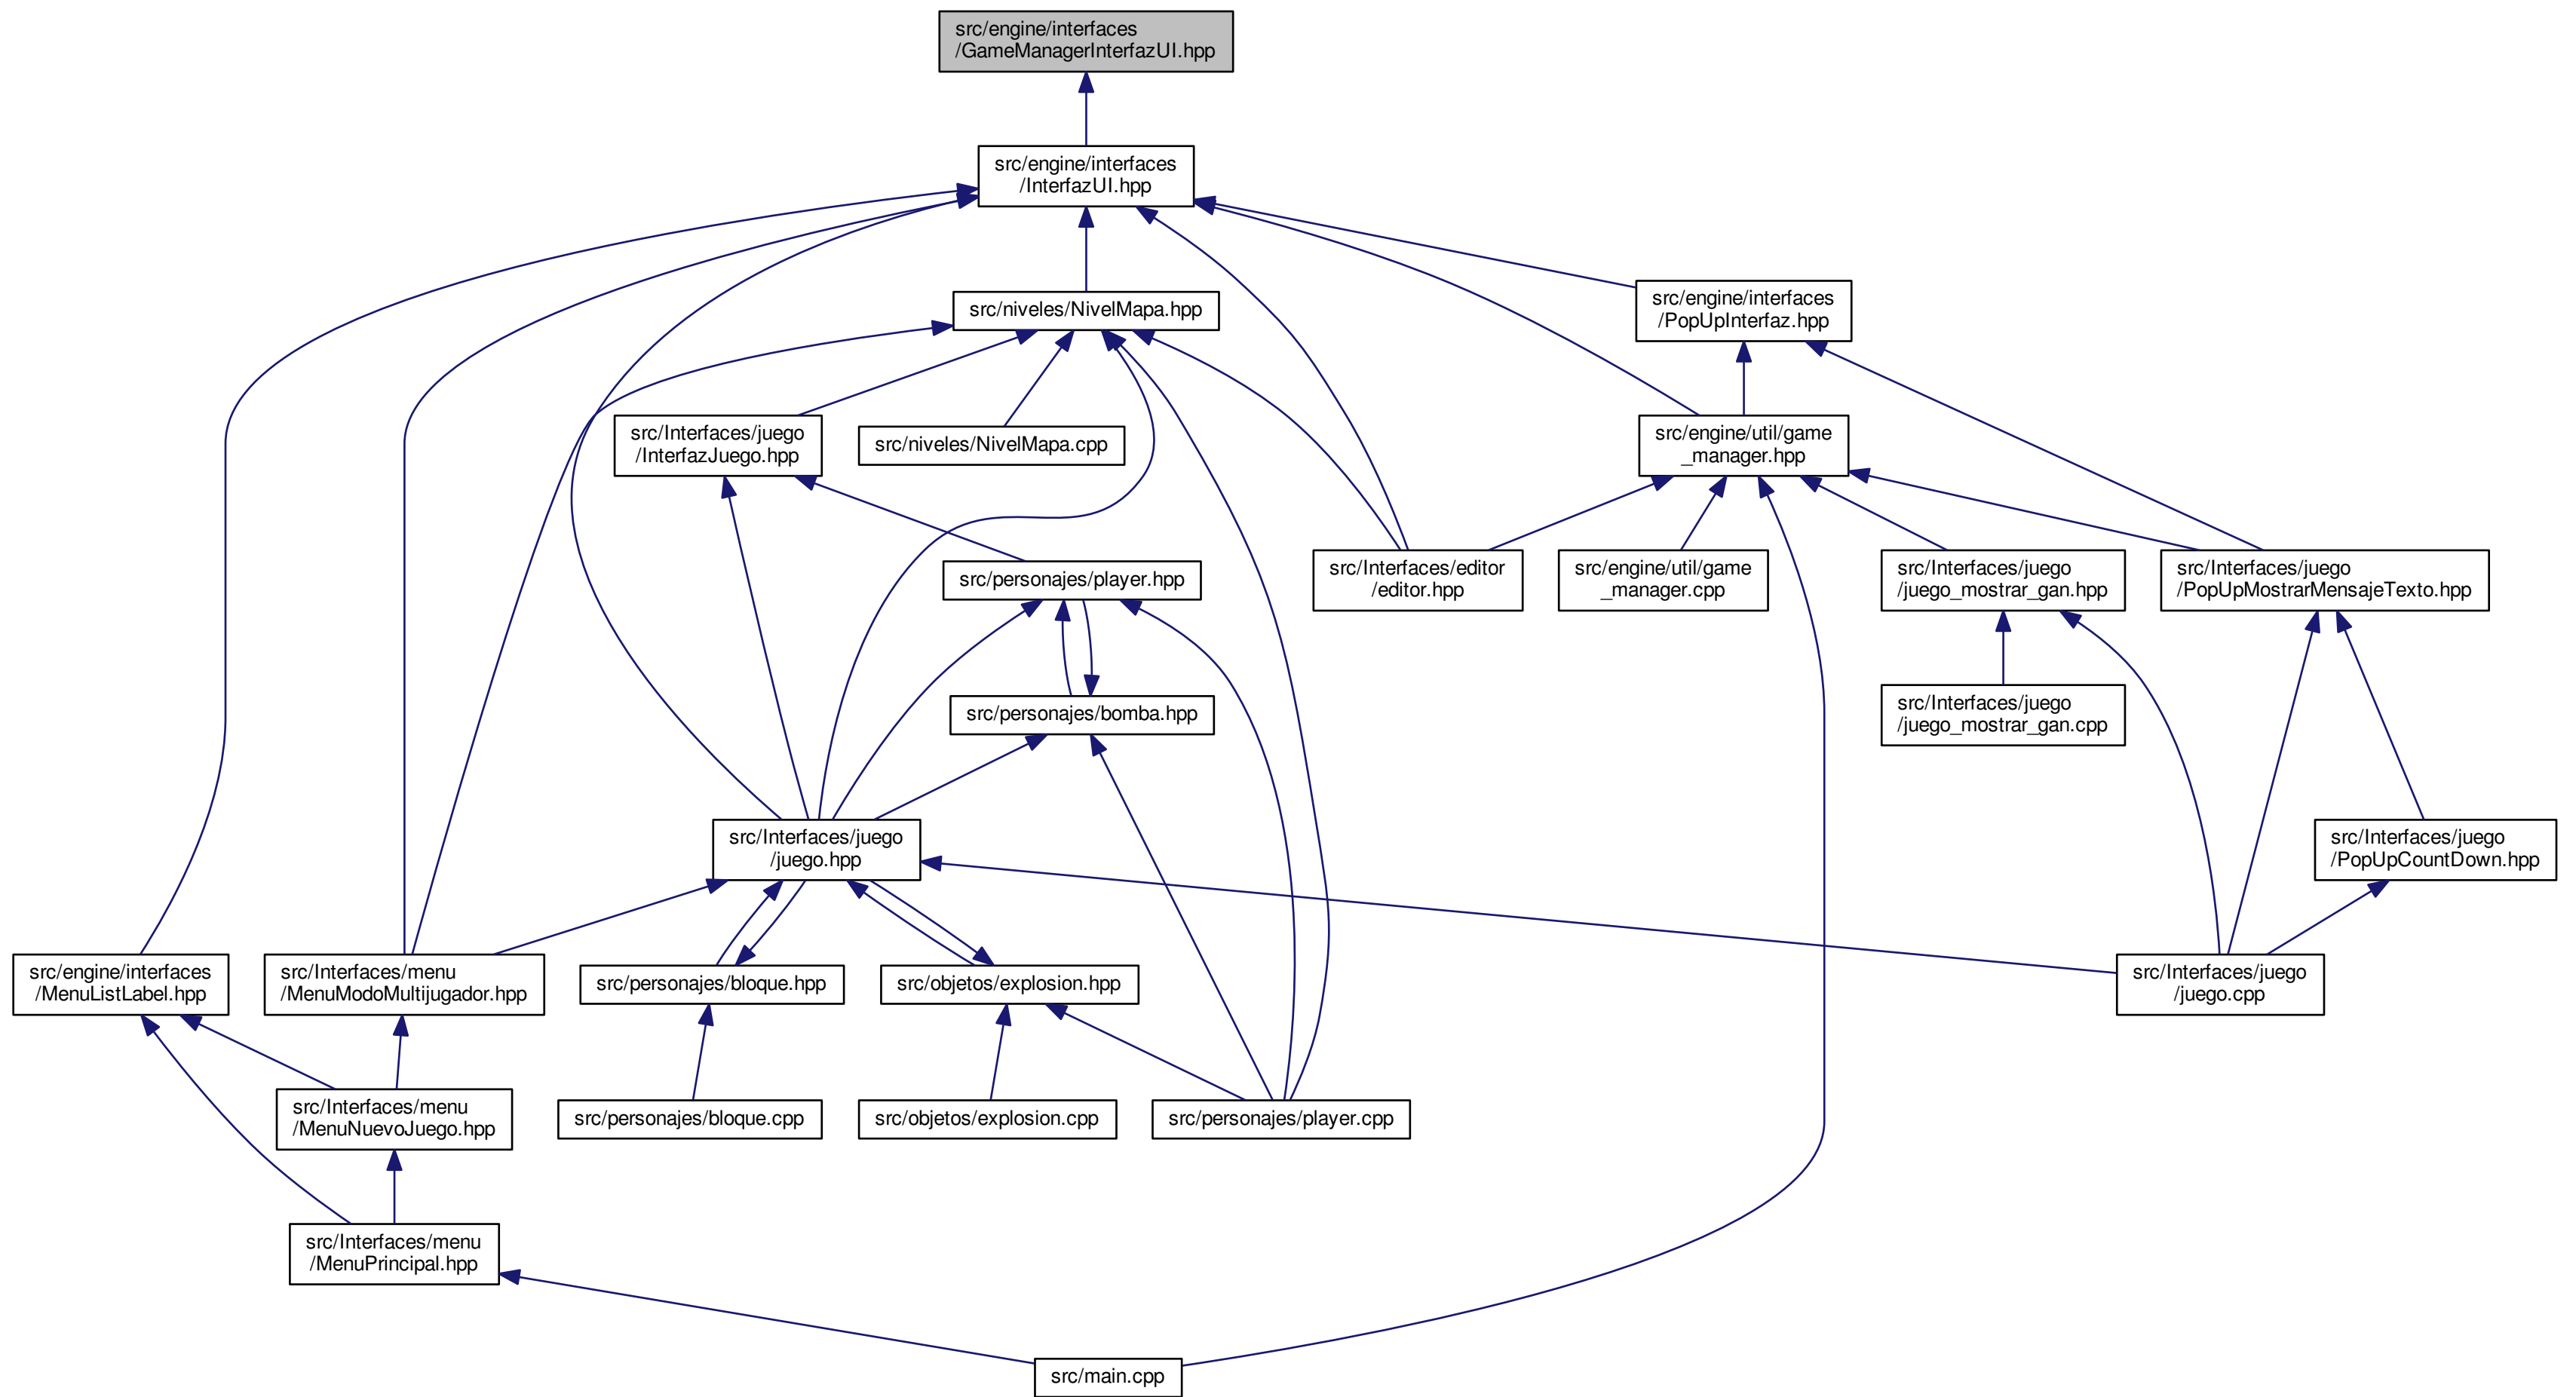 src/engine/interfaces
/GameManagerInterfazUI.hpp
src/engine/interfaces
/InterfazUI.hpp
src/niveles/NivelMapa.hpp
src/engine/interfaces
/PopUpInterfaz.hpp
src/Interfaces/juego
/InterfazJuego.hpp
src/niveles/NivelMapa.cpp
src/engine/util/game
_manager.hpp
src/personajes/player.hpp
src/Interfaces/editor
/editor.hpp
src/engine/util/game
_manager.cpp
src/Interfaces/juego
/juego_mostrar_gan.hpp
src/Interfaces/juego
/PopUpMostrarMensajeTexto.hpp
src/personajes/bomba.hpp
src/Interfaces/juego
/juego_mostrar_gan.cpp
src/Interfaces/juego
/juego.hpp
src/Interfaces/juego
/PopUpCountDown.hpp
src/engine/interfaces
/MenuListLabel.hpp
src/Interfaces/menu
/MenuModoMultijugador.hpp
src/personajes/bloque.hpp
src/objetos/explosion.hpp
src/Interfaces/juego
/juego.cpp
src/Interfaces/menu
/MenuNuevoJuego.hpp
src/personajes/bloque.cpp
src/objetos/explosion.cpp
src/personajes/player.cpp
src/Interfaces/menu
/MenuPrincipal.hpp
src/main.cpp